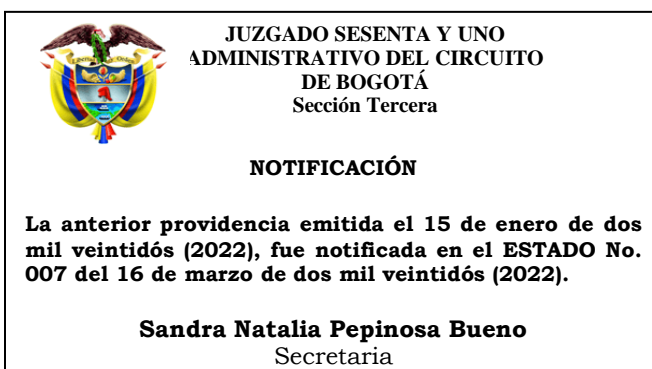 JUZGADO SESENTA Y UNO
ADMINISTRATIVO DEL CIRCUITO
DE BOGOTÁ
Sección Tercera
NOTIFICACIÓN
La anterior providencia emitida el 15 de enero de dos
mil veintidós (2022), fue notificada en el ESTADO No.
007 del 16 de marzo de dos mil veintidós (2022).
Sandra Natalia Pepinosa Bueno
Secretaria